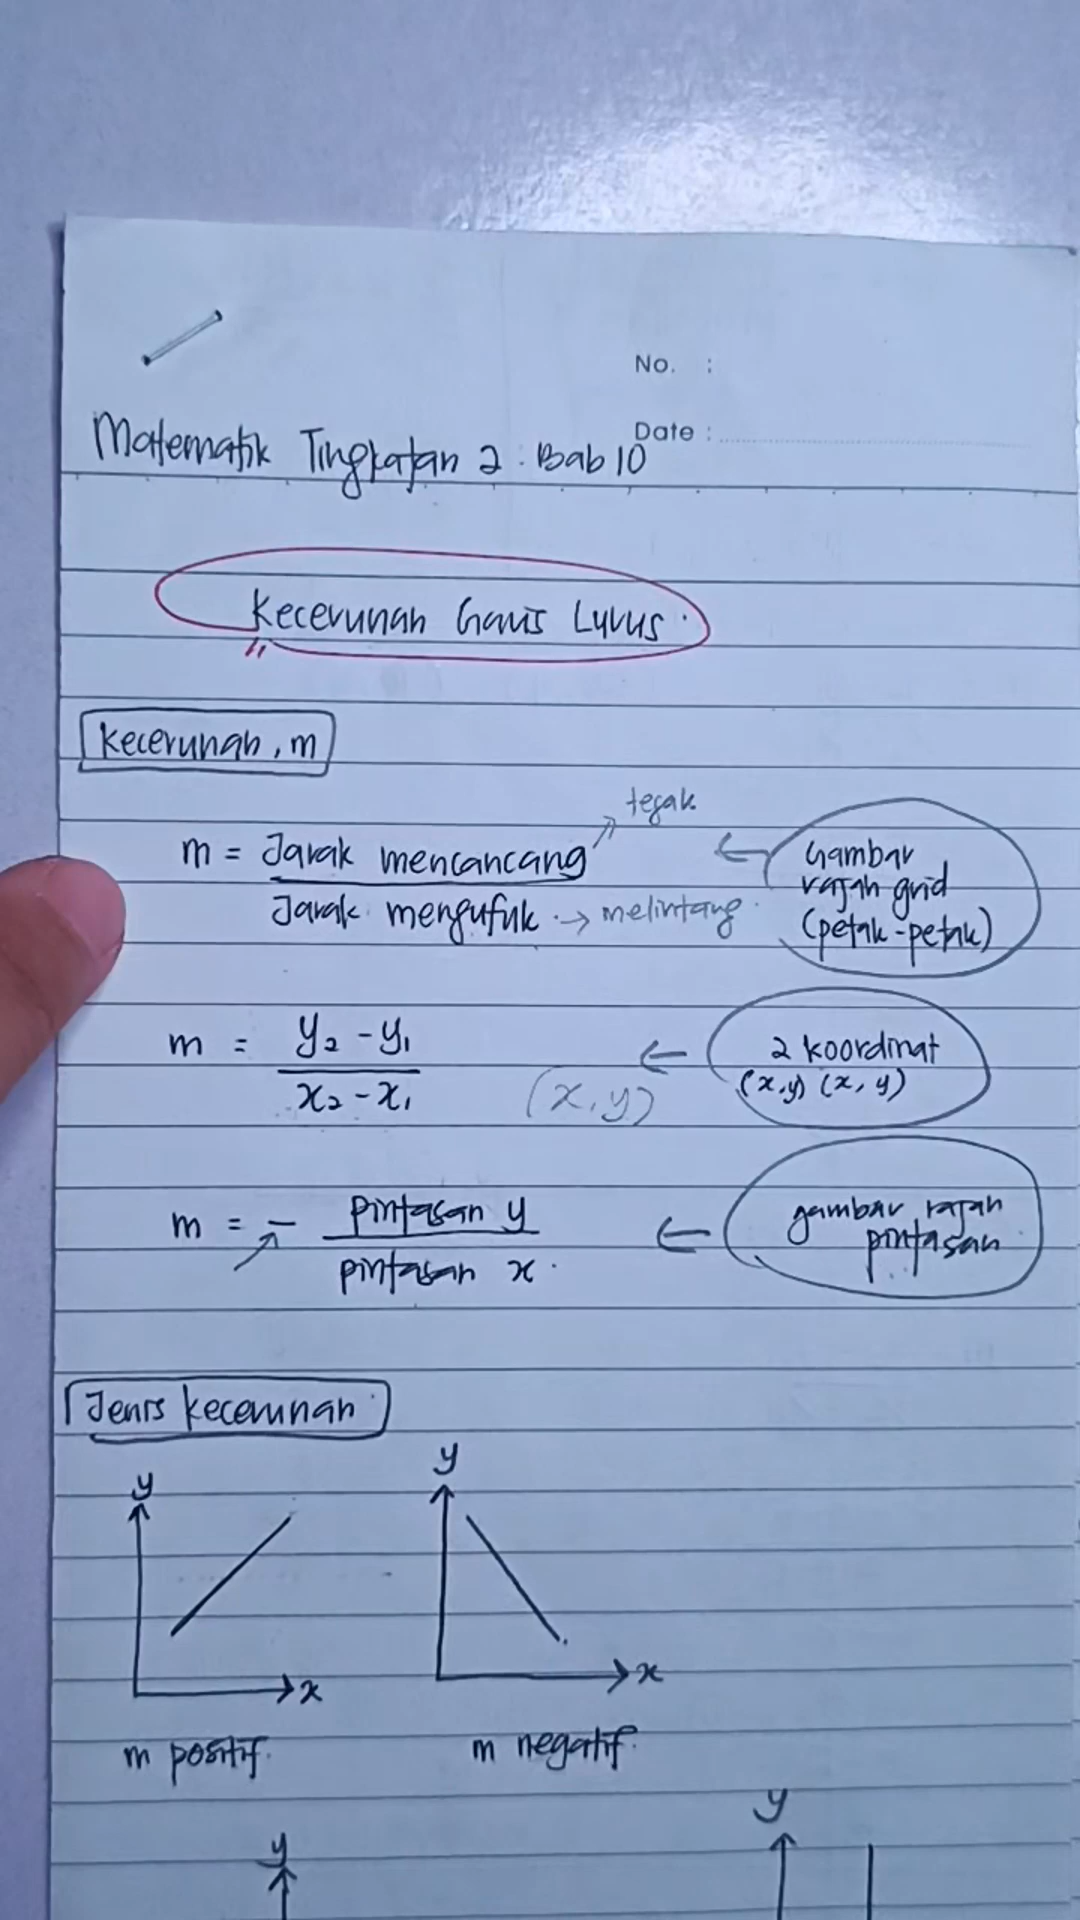 No. :
Date :
Matematik Tingkatan 2 : Bab 10
Kecerunan Garis Lurus
Kecerunan, m
tegak
m = Jarak mencancang
Jarak mengufuk → melintang
Gambar
rajah grid
(petak-petak)
m = y₂ - y₁
x₂ - x₁
(x, y)
2 koordinat
(x, y) (x, y)
m = - pintasan y
pintasan x
gambar rajah
pintasan
Jenis kecerunan
y
x
m positif
y
x
m negatif
y
y